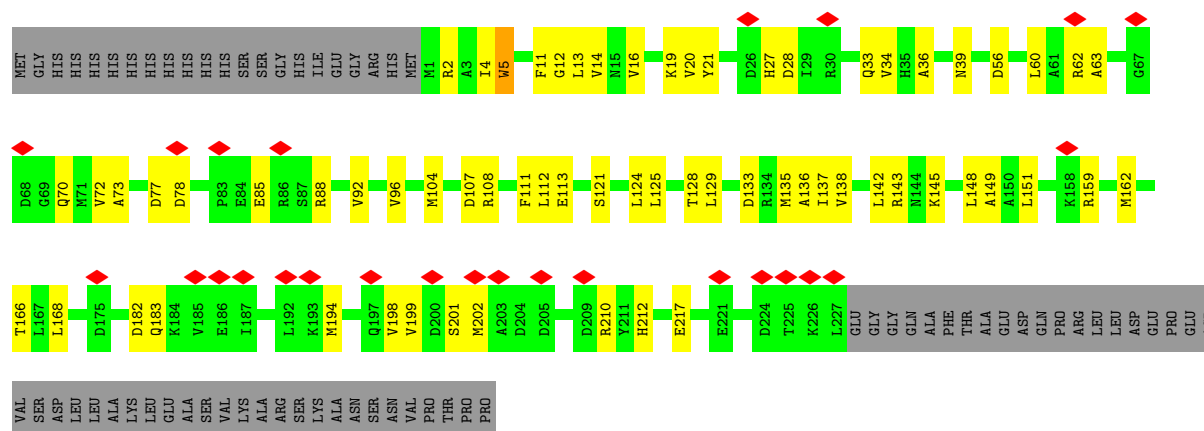 MET GLY HIS HIS HIS HIS HIS HIS HIS HIS HIS HIS SER SER GLY HIS ILE GLU GLY ARG HIS MET M1 R2 A3 I4 W5 F11 G12 L13 V14 N15 V16 K19 V20 Y21 D26 H27 D28 I29 R30 Q33 V34 H35 A36 N39 D56 L60 A61 R62 A63 G67
D68 G69 Q70 M71 V72 A73 D77 D78 P83 E84 E85 R86 S87 R88 V92 V96 M104 D107 R108 F111 L112 E113 S121 L124 L125 T128 L129 D133 R134 M135 A136 I137 V138 L142 R143 N144 K145 L148 A149 A150 L151 K158 R159 M162
T166 L167 L168 D175 D182 Q183 K184 V185 E186 I187 L192 K193 M194 Q197 V198 V199 D200 S201 M202 A203 D204 D205 D209 R210 Y211 H212 E217 E221 D224 T225 K226 L227 GLU GLY GLY GLN ALA PHE THR ALA GLU ASP GLN PRO ARG LEU LEU ASP GLU PRO GLU
VAL SER ASP LEU LEU ALA LYS LEU GLU ALA SER VAL LYS ALA ARG SER LYS ALA ASN SER ASN VAL PRO THR PRO PRO